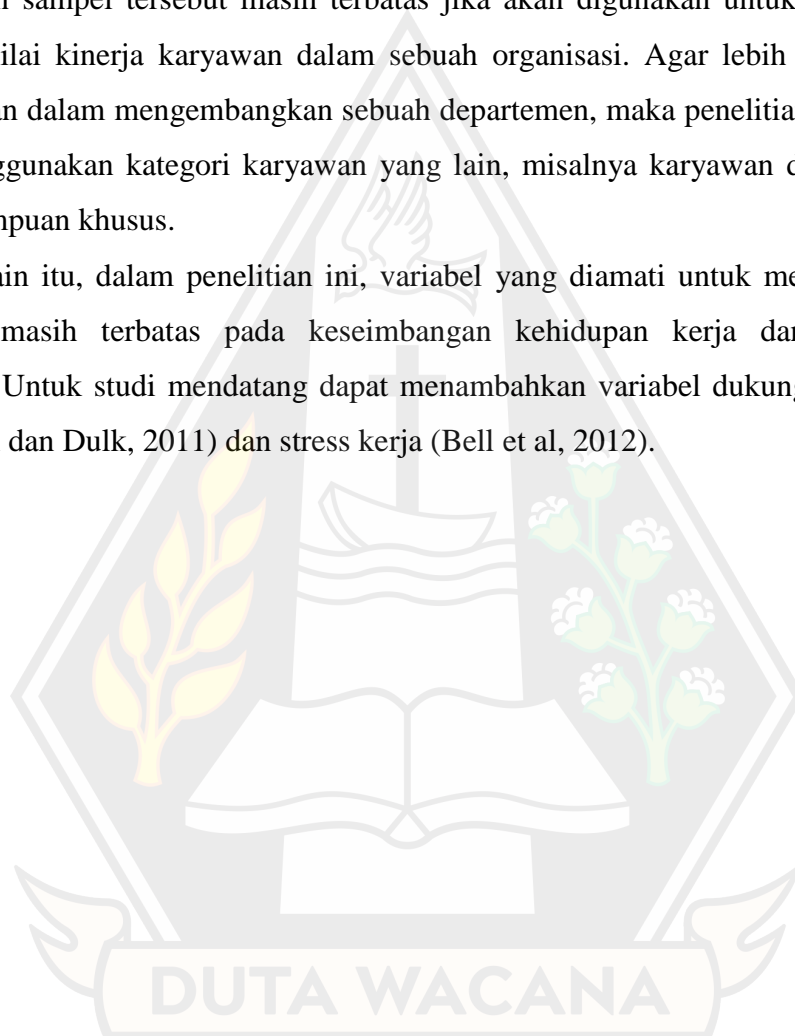 sampel tersebut masih terbatas jika akan digunakan untuk
ilai kinerja karyawan dalam sebuah organisasi. Agar lebih
n dalam mengembangkan sebuah departemen, maka penelitia
ggunakan kategori karyawan yang lain, misalnya karyawan
mpuan khusus.
ain itu, dalam penelitian ini, variabel yang diamati untuk me
masih terbatas pada keseimbangan kehidupan kerja dan
Untuk studi mendatang dapat menambahkan variabel dukung
dan Dulk, 2011) dan stress kerja (Bell et al, 2012).
DUTA WACANA